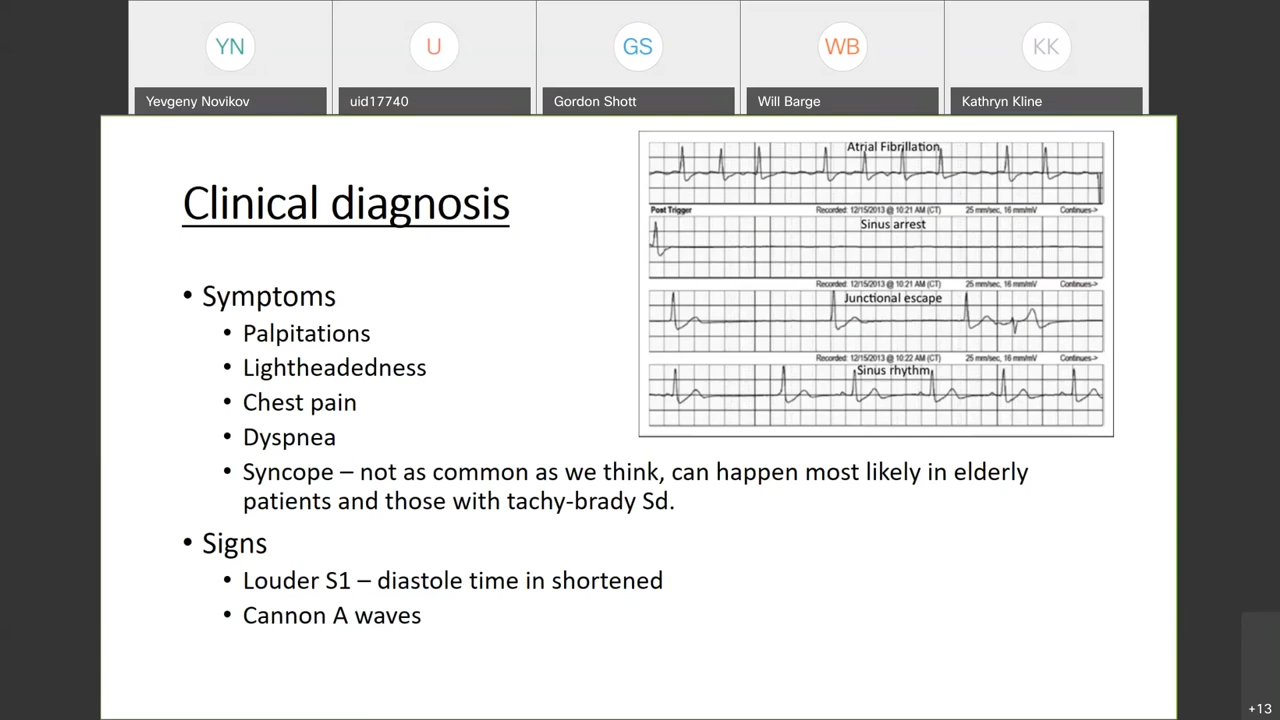 YN
U
GS
WB
KK
Yevgeny Novikov
uid17740
Gordon Shott
Will Barge
Kathryn Kline
Clinical diagnosis
• Symptoms
• Palpitations
• Lightheadedness
• Chest pain
• Dyspnea
• Syncope – not as common as we think, can happen most likely in elderly
patients and those with tachy-brady Sd.
• Signs
• Louder S1 – diastole time in shortened
• Cannon A waves
Atrial Fibrillation
Post Trigger Recorded: 12/15/2013 @ 10:21 AM (CT) 25 mm/sec, 16 mm/mV Continues->
Sinus arrest
Recorded: 12/15/2013 @ 10:21 AM (CT) 25 mm/sec, 16 mm/mV Continues->
Junctional escape
Recorded: 12/15/2013 @ 10:22 AM (CT) 25 mm/sec, 16 mm/mV Continues->
Sinus rhythm
+13